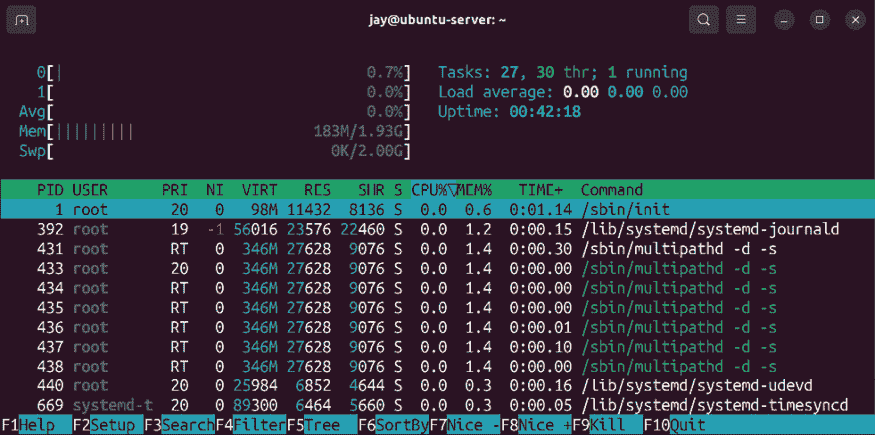 jay@ubuntu-server: ~
0[| 0.7%] Tasks: 27, 30 thr; 1 running
1[ 0.0%] Load average: 0.00 0.00 0.00
Avg[ 0.0%] Uptime: 00:42:18
Mem[||||||||| 183M/1.93G]
Swp[ 0K/2.00G]
PID USER PRI NI VIRT RES SHR S CPU%▽MEM% TIME+ Command
1 root 20 0 98M 11432 8136 S 0.0 0.6 0:01.14 /sbin/init
392 root 19 -1 56016 23576 22460 S 0.0 1.2 0:00.15 /lib/systemd/systemd-journald
431 root RT 0 346M 27628 9076 S 0.0 1.4 0:00.30 /sbin/multipathd -d -s
433 root 20 0 346M 27628 9076 S 0.0 1.4 0:00.00 /sbin/multipathd -d -s
434 root RT 0 346M 27628 9076 S 0.0 1.4 0:00.00 /sbin/multipathd -d -s
435 root RT 0 346M 27628 9076 S 0.0 1.4 0:00.00 /sbin/multipathd -d -s
436 root RT 0 346M 27628 9076 S 0.0 1.4 0:00.01 /sbin/multipathd -d -s
437 root RT 0 346M 27628 9076 S 0.0 1.4 0:00.10 /sbin/multipathd -d -s
438 root RT 0 346M 27628 9076 S 0.0 1.4 0:00.00 /sbin/multipathd -d -s
440 root 20 0 25984 6852 4644 S 0.0 0.3 0:00.16 /lib/systemd/systemd-udevd
669 systemd-t 20 0 89300 6464 5660 S 0.0 0.3 0:00.05 /lib/systemd/systemd-timesyncd
F1Help F2Setup F3SearchF4FilterF5Tree F6SortByF7Nice -F8Nice +F9Kill F10Quit